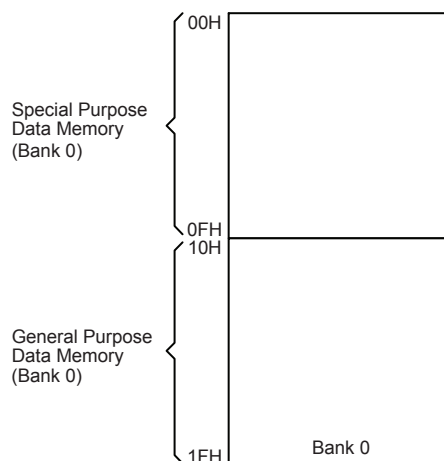 00H
Special Purpose
Data Memory
(Bank 0)
0FH
10H
General Purpose
Data Memory
(Bank 0)
Bank 0
1FH